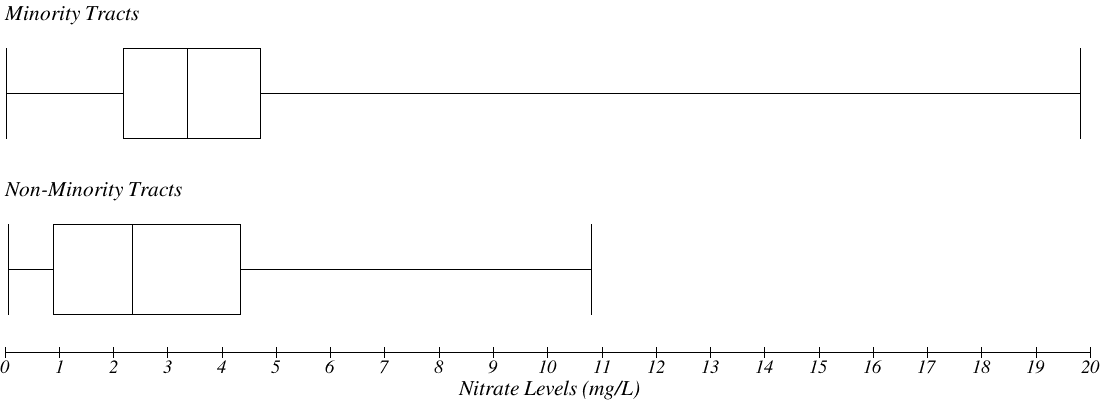 Minority Tracts
Non-Minority Tracts
0 1 2 3 4 5 6 7 8 9 10 11 12 13 14 15 16 17 18 19 20
Nitrate Levels (mg/L)